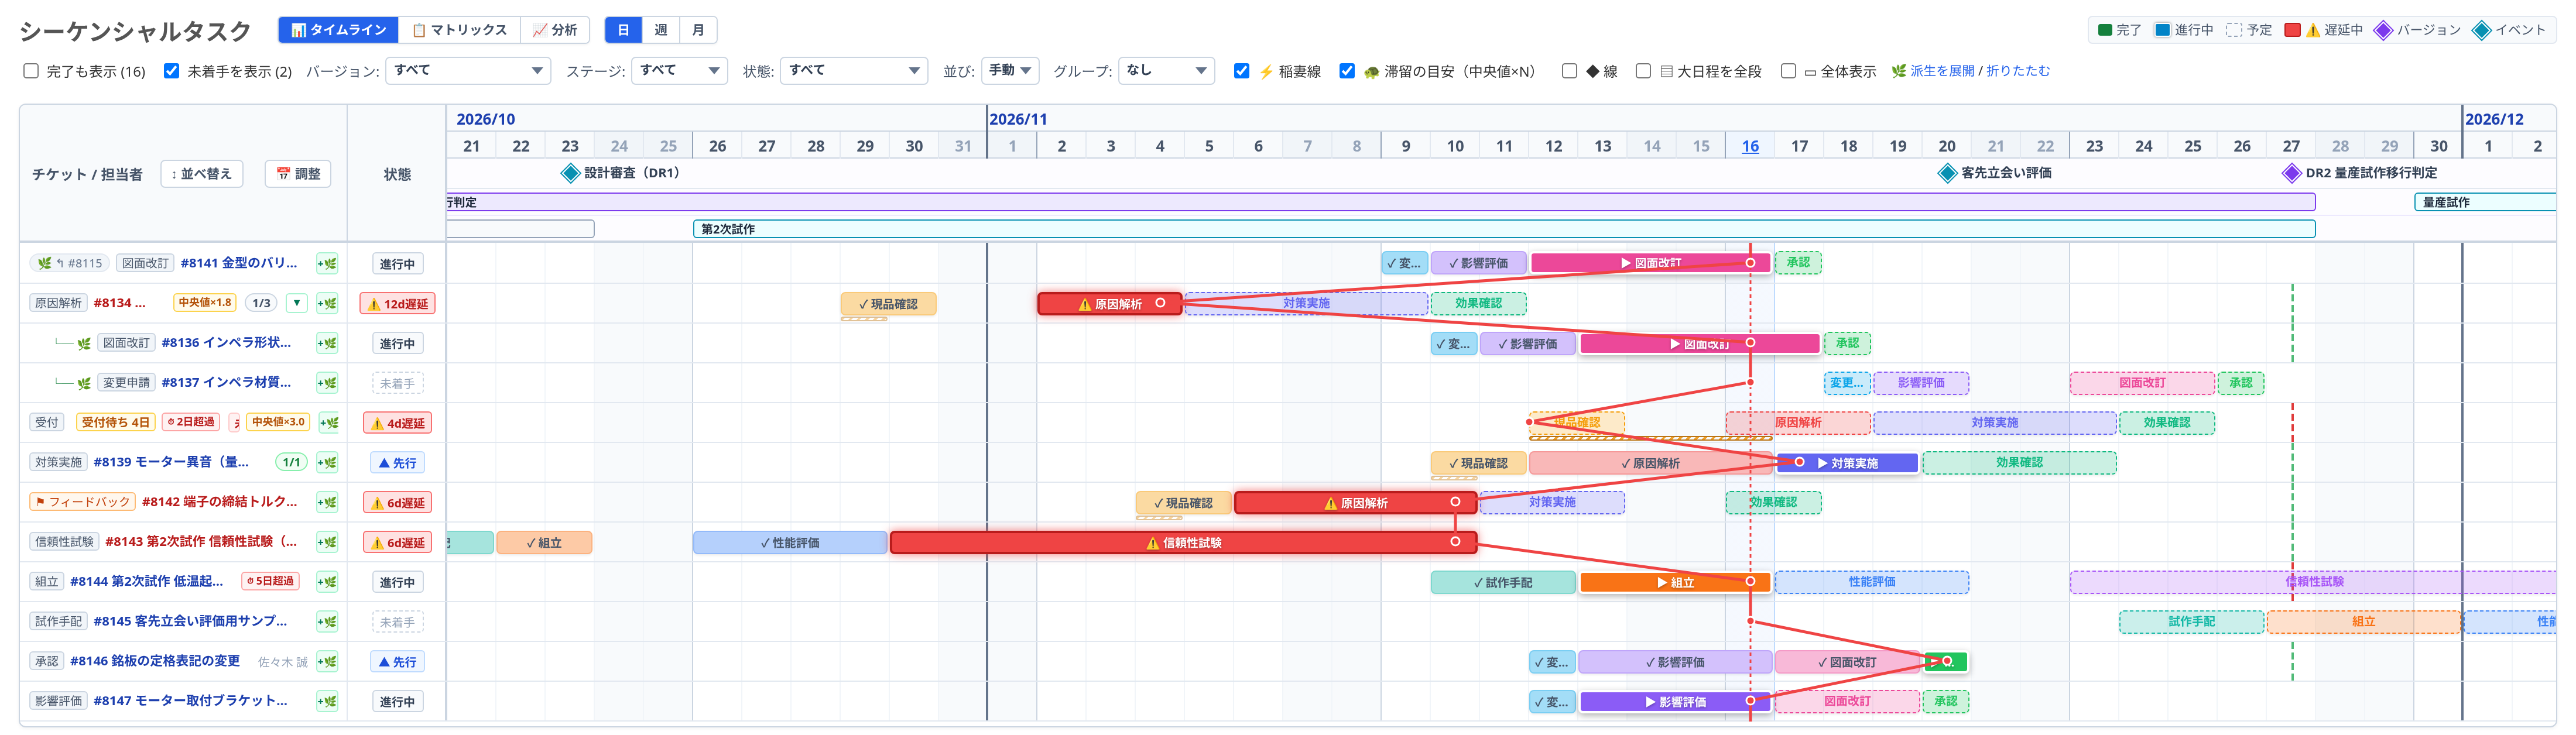 シーケンシャルタスク 📊 タイムライン 📋 マトリックス 📈 分析 日 週 月 完了 進行中 予定 ⚠ 遅延中 バージョン イベント
完了も表示 (16) 未着手を表示 (2) バージョン: すべて ステージ: すべて 状態: すべて 並び: 手動 グループ: なし ⚡ 稲妻線 🐢 滞留の目安（中央値×N） ◆ 線 ▤ 大日程を全段 ▭ 全体表示 🌿 派生を展開 / 折りたたむ
2026/10 2026/11 2026/12
21 22 23 24 25 26 27 28 29 30 31 1 2 3 4 5 6 7 8 9 10 11 12 13 14 15 16 17 18 19 20 21 22 23 24 25 26 27 28 29 30 1 2
チケット / 担当者 ↕ 並べ替え 📅 調整 状態
設計審査（DR1） 客先立会い評価 DR2 量産試作移行判定
行判定 量産試作
第2次試作
🌿 ↰ #8115 図面改訂 #8141 金型のバリ… +🌿 進行中 ✓ 変… ✓ 影響評価 ▶ 図面改訂 承認
原因解析 #8134 … 中央値×1.8 1/3 ▼ +🌿 ⚠ 12d遅延 ✓ 現品確認 ⚠ 原因解析 対策実施 効果確認
🌿 図面改訂 #8136 インペラ形状… +🌿 進行中 ✓ 変… ✓ 影響評価 ▶ 図面改訂 承認
🌿 変更申請 #8137 インペラ材質… +🌿 未着手 変更… 影響評価 図面改訂 承認
受付 受付待ち 4日 ⏱ 2日超過 中央値×3.0 +🌿 ⚠ 4d遅延 現品確認 原因解析 対策実施 効果確認
対策実施 #8139 モーター異音（量… 1/1 +🌿 ▲ 先行 ✓ 現品確認 ✓ 原因解析 ▶ 対策実施 効果確認
⚑ フィードバック #8142 端子の締結トルク… +🌿 ⚠ 6d遅延 ✓ 現品確認 ⚠ 原因解析 対策実施 効果確認
信頼性試験 #8143 第2次試作 信頼性試験（… +🌿 ⚠ 6d遅延 ✓ 組立 ✓ 性能評価 ⚠ 信頼性試験
組立 #8144 第2次試作 低温起… ⏱ 5日超過 +🌿 進行中 ✓ 試作手配 ▶ 組立 性能評価 信頼性試験
試作手配 #8145 客先立会い評価用サンプ… +🌿 未着手 試作手配 組立 性能
承認 #8146 銘板の定格表記の変更 佐々木 誠 +🌿 ▲ 先行 ✓ 変… ✓ 影響評価 ✓ 図面改訂
影響評価 #8147 モーター取付ブラケット… +🌿 進行中 ✓ 変… ▶ 影響評価 図面改訂 承認